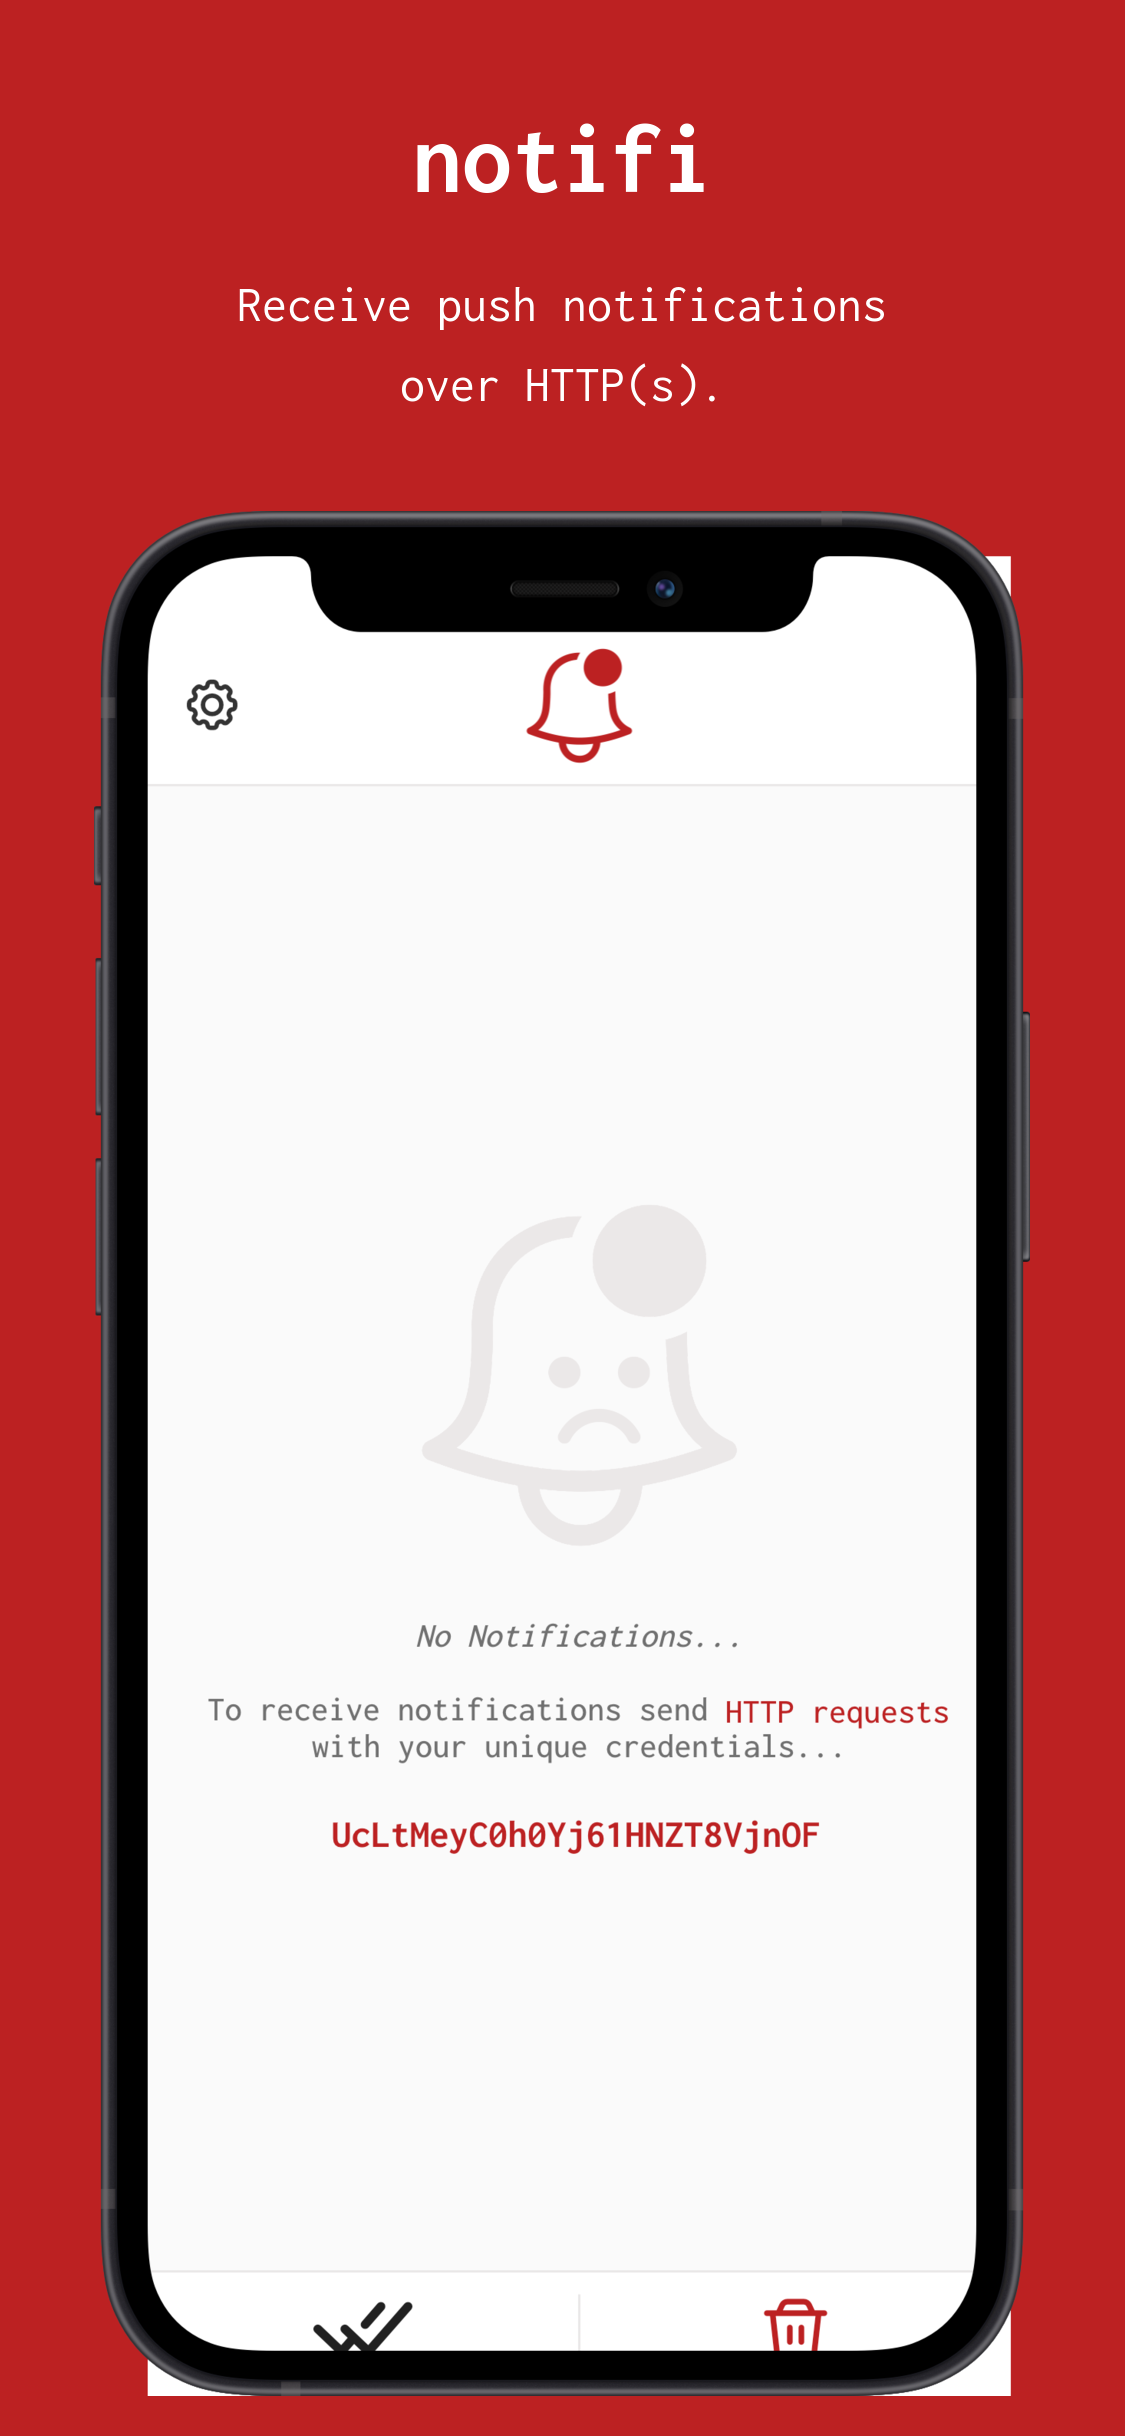 notifi
Receive push notifications
over HTTP(s).
No Notifications...
To receive notifications send HTTP requests
with your unique credentials...
UcLtMeyC0h0Yj61HNZT8VjnOF